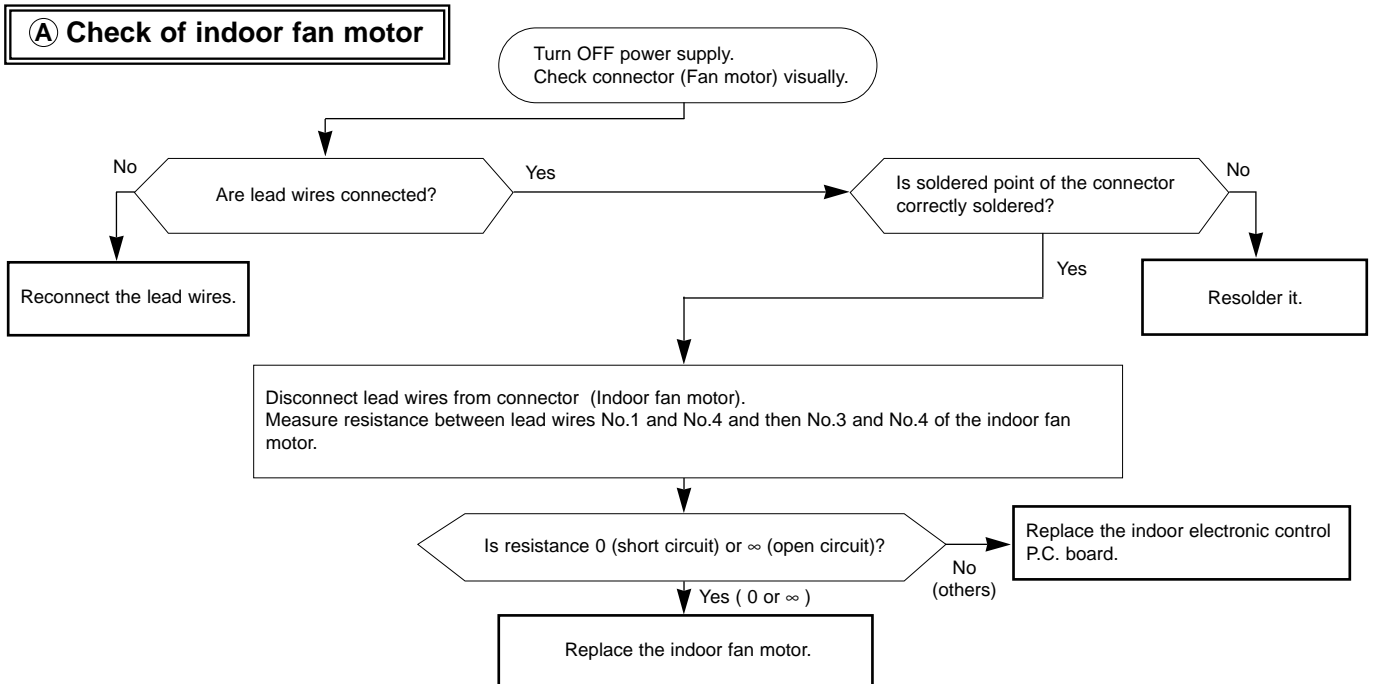 Ⓐ Check of indoor fan motor
Turn OFF power supply.
Check connector (Fan motor) visually.
No
Are lead wires connected?
Yes
Is soldered point of the connector
correctly soldered?
No
Reconnect the lead wires.
Yes
Resolder it.
Disconnect lead wires from connector (Indoor fan motor).
Measure resistance between lead wires No.1 and No.4 and then No.3 and No.4 of the indoor fan
motor.
Is resistance 0 (short circuit) or ∞ (open circuit)?
No
(others)
Replace the indoor electronic control
P.C. board.
Yes ( 0 or ∞ )
Replace the indoor fan motor.